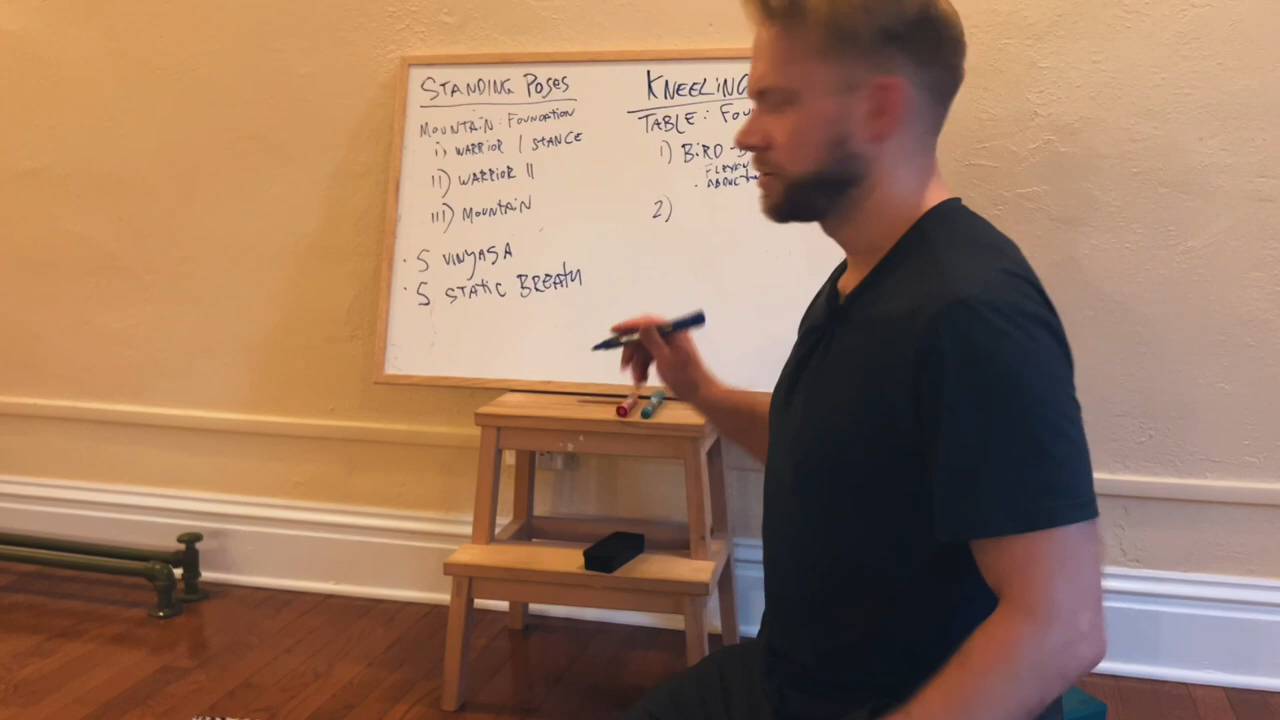 STANDING POSES
MOUNTAIN: FOUNDATION
i) WARRIOR I STANCE
ii) WARRIOR II
iii) MOUNTAIN
• 5 VINYASA
• 5 STATIC BREATH
KNEELING
TABLE: FOU
1) BIRD-
FLEX
• ABDUCT
2)